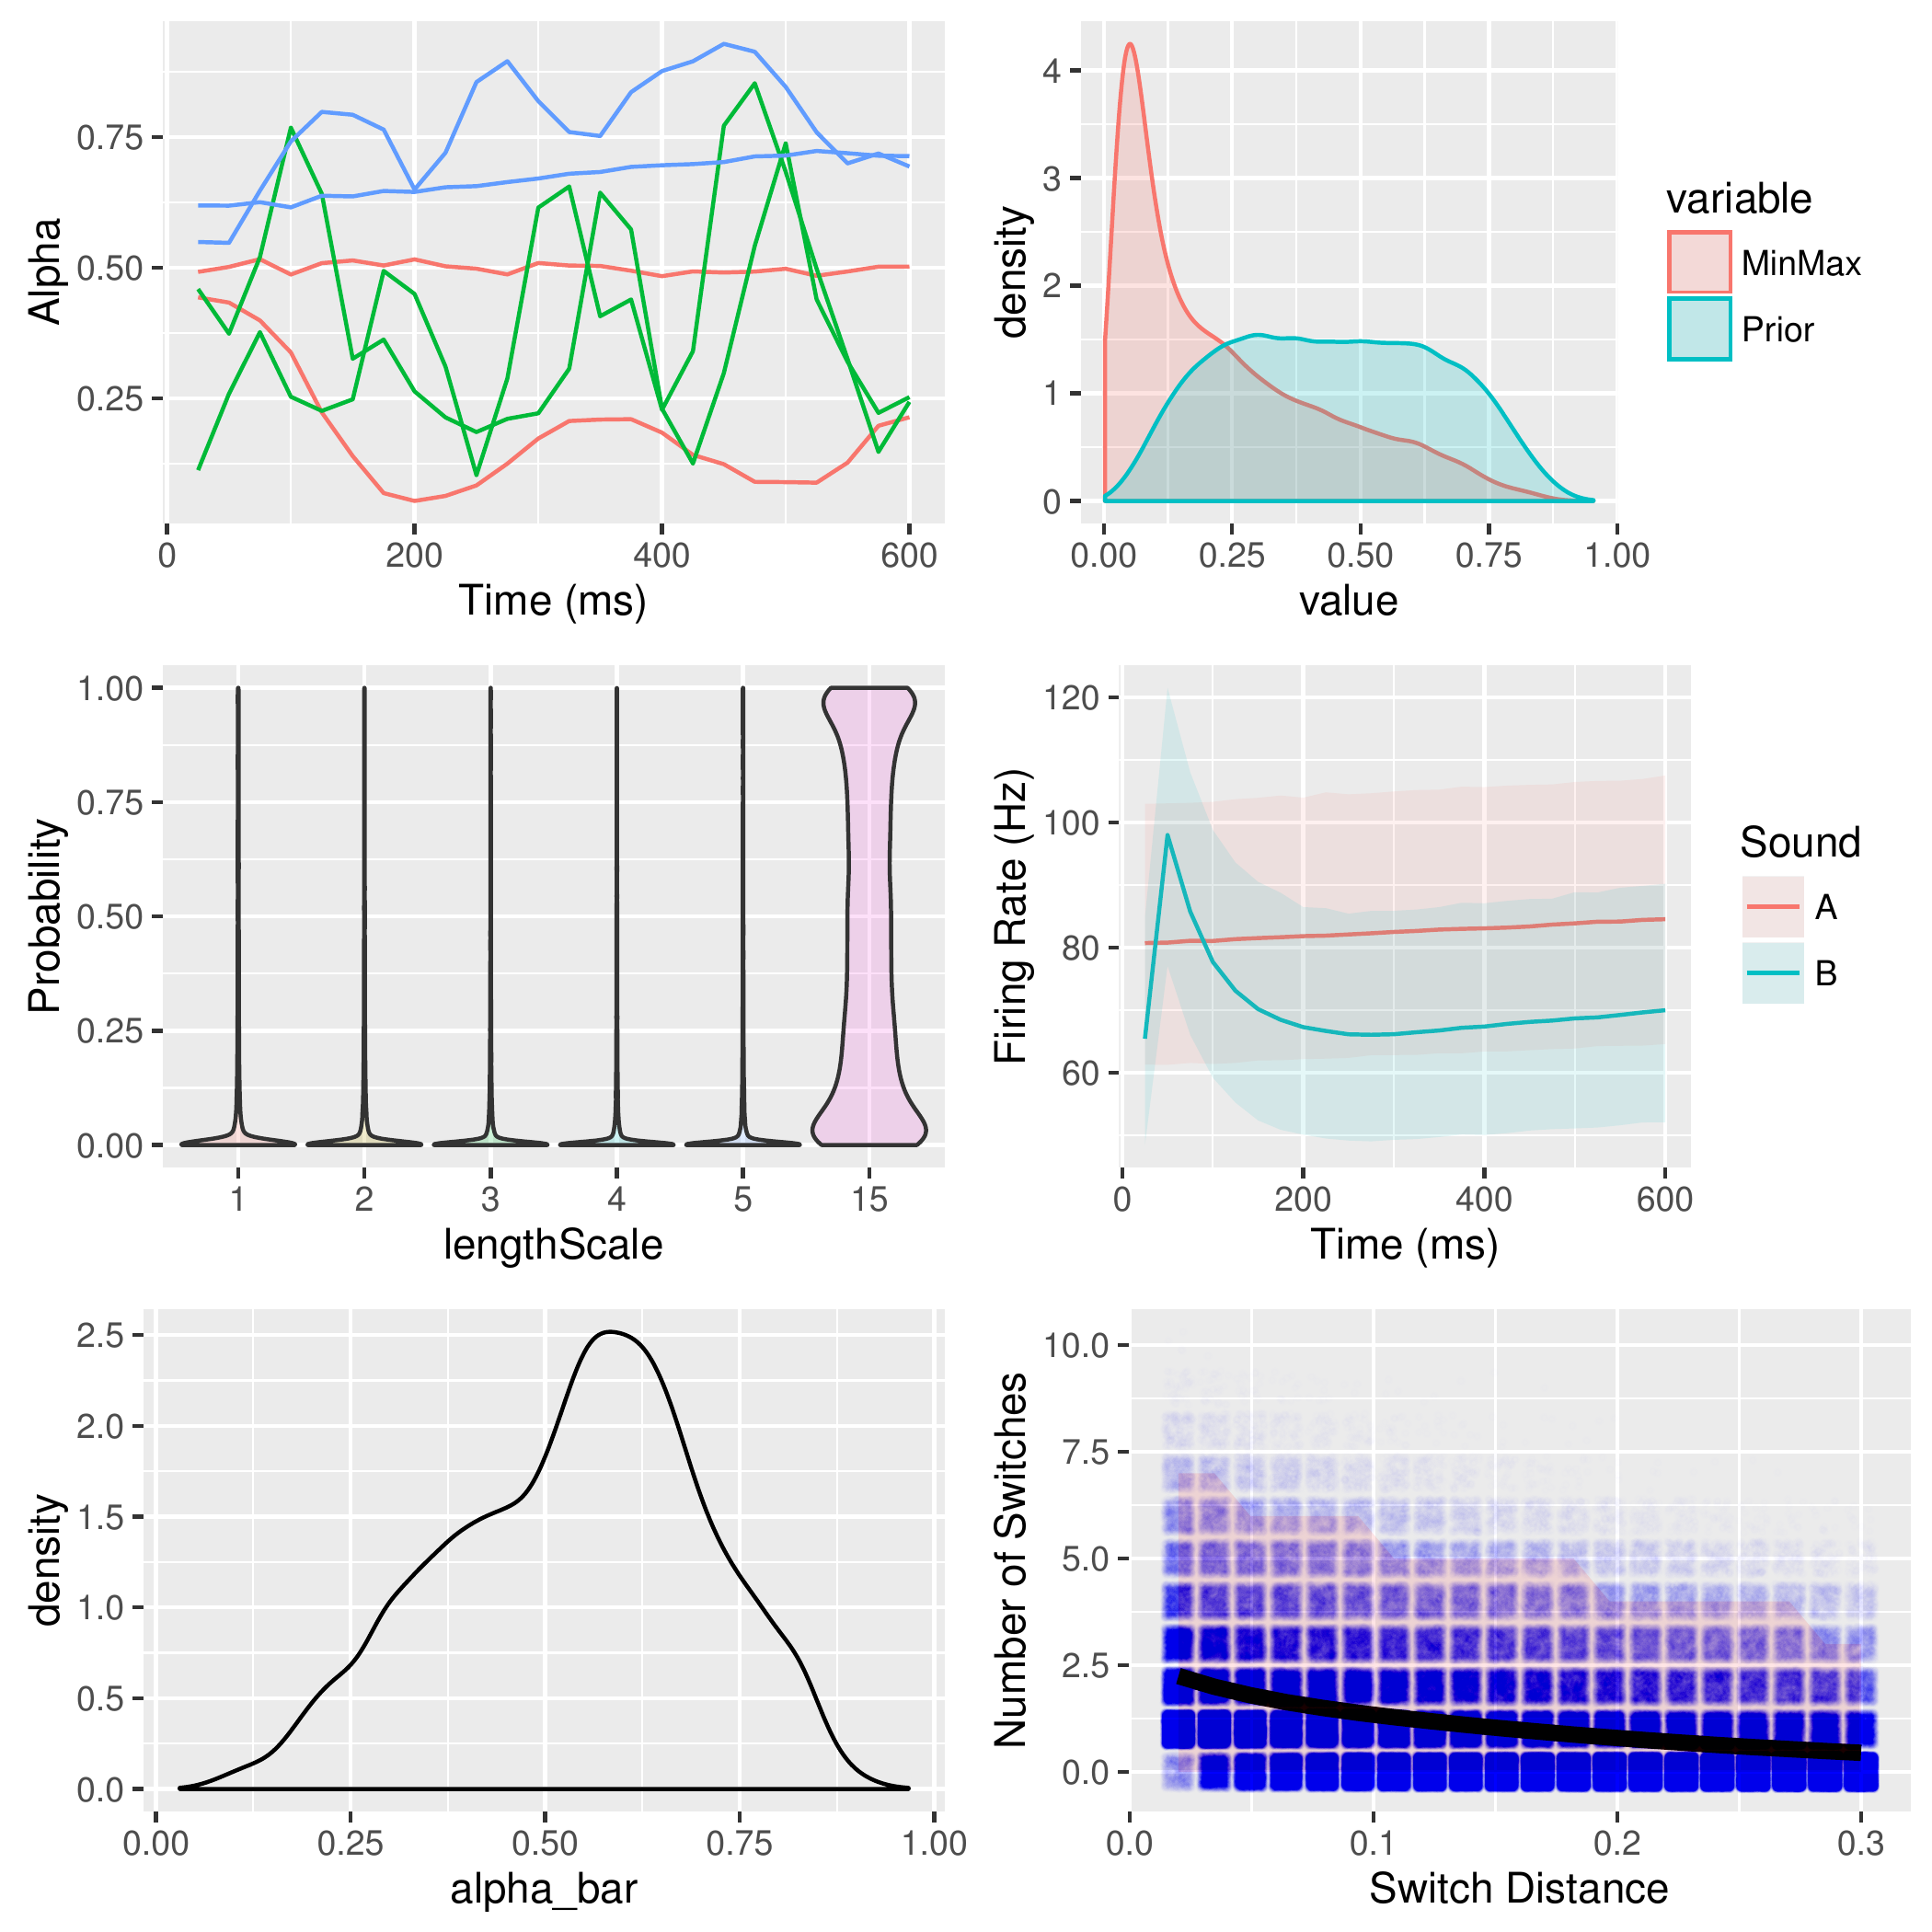 Alpha
0.75
0.50
0.25
0 200 400 600
Time (ms)
density
4
3
2
1
0
0.00 0.25 0.50 0.75 1.00
value
variable
MinMax
Prior
Probability
1.00
0.75
0.50
0.25
0.00
1 2 3 4 5 15
lengthScale
Firing Rate (Hz)
120
100
80
60
0 200 400 600
Time (ms)
Sound
A
B
density
2.5
2.0
1.5
1.0
0.5
0.0
0.00 0.25 0.50 0.75 1.00
alpha_bar
Number of Switches
10.0
7.5
5.0
2.5
0.0
0.0 0.1 0.2 0.3
Switch Distance